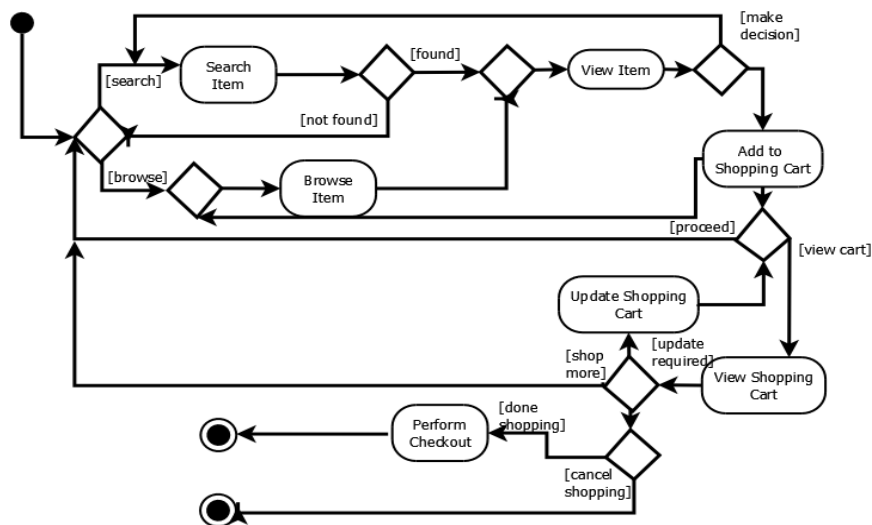 [make
decision]
Search
Item
[found]
View Item
[search]
[not found]
Add to
Shopping Cart
[browse]
Browse
Item
[proceed]
[view cart]
Update Shopping
Cart
[shop
more]
[update
required]
View Shopping
Cart
[done
shopping]
Perform
Checkout
[cancel
shopping]